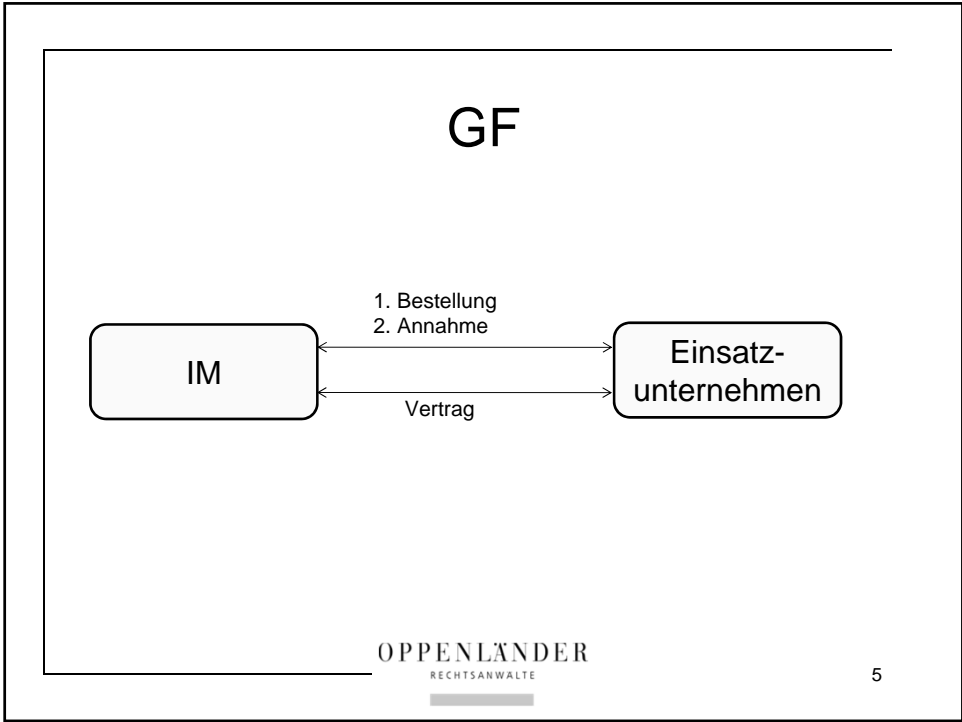 GF
1. Bestellung
2. Annahme
IM
Einsatz-
unternehmen
Vertrag
OPPENLÄNDER
RECHTSANWÄLTE
5